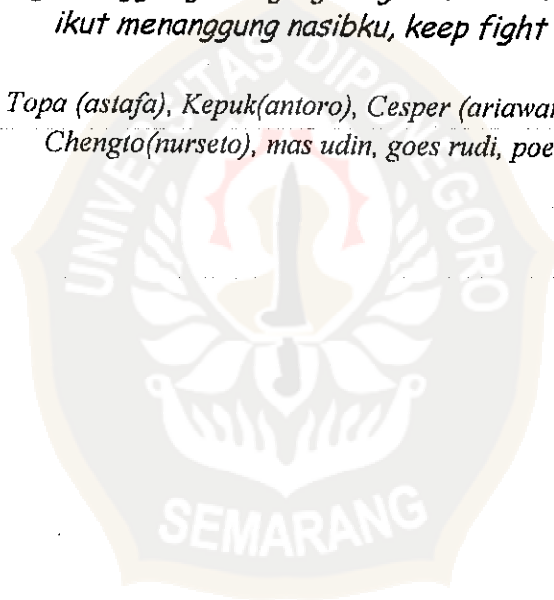 ikut menanggung nasibku, keep fight
Topa (astafa), Kepuk(antoro), Cesper (ariawan
Chengto(nurseto), mas udin, goes rudi, poe
UNIVERSITAS DIPONEGORO
SEMARANG